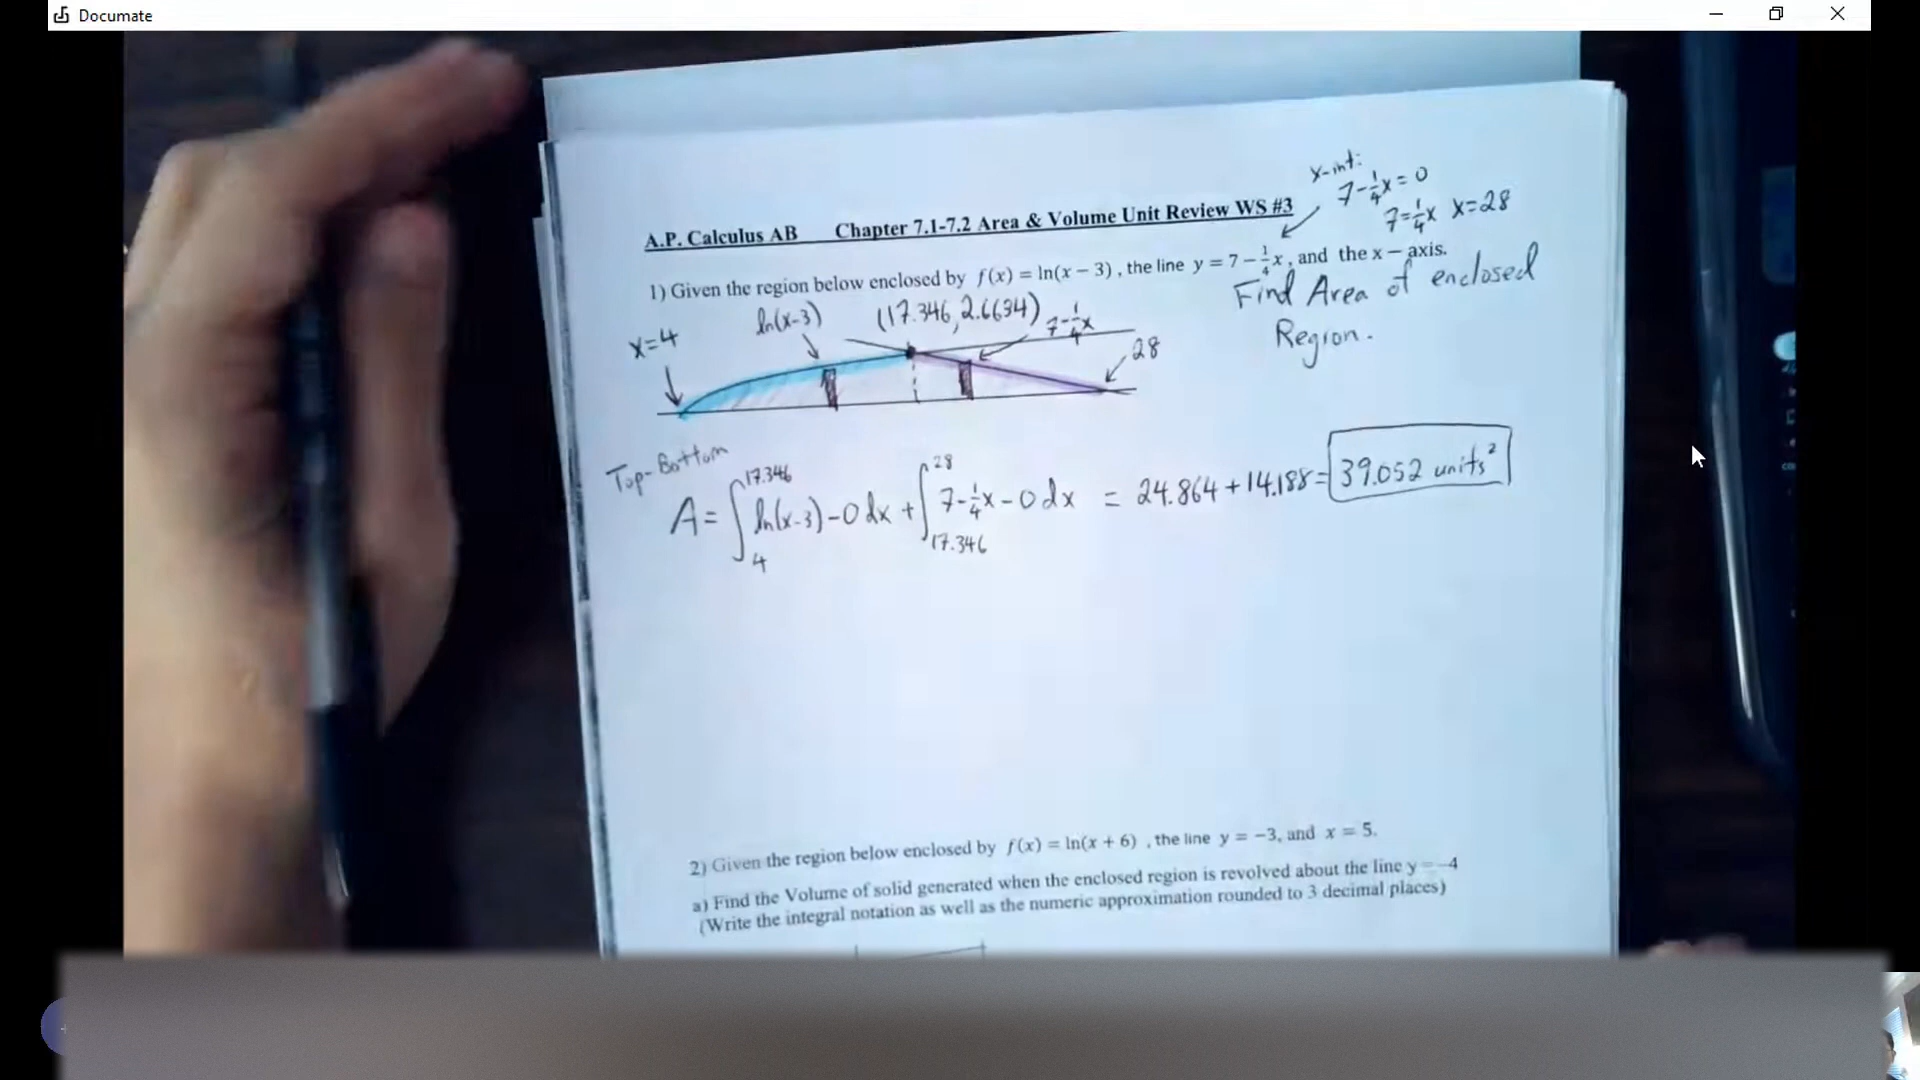 Documate
x-int:
7-1/4x=0
7=1/4x x=28
A.P. Calculus AB Chapter 7.1-7.2 Area & Volume Unit Review WS #3
1) Given the region below enclosed by f(x) = ln(x − 3), the line y = 7 − 1/4x, and the x – axis.
Find Area of enclosed
Region.
x=4
ln(x-3)
(17.346, 2.6634)
7-1/4x
28
Top-Bottom
A = ∫₄^17.346 ln(x-3)-0 dx + ∫_17.346^28 7-1/4x-0 dx = 24.864+14.188= 39.052 units²
2) Given the region below enclosed by f(x) = ln(x + 6) , the line y = −3, and x = 5.
a) Find the Volume of solid generated when the enclosed region is revolved about the line y = −4
(Write the integral notation as well as the numeric approximation rounded to 3 decimal places)